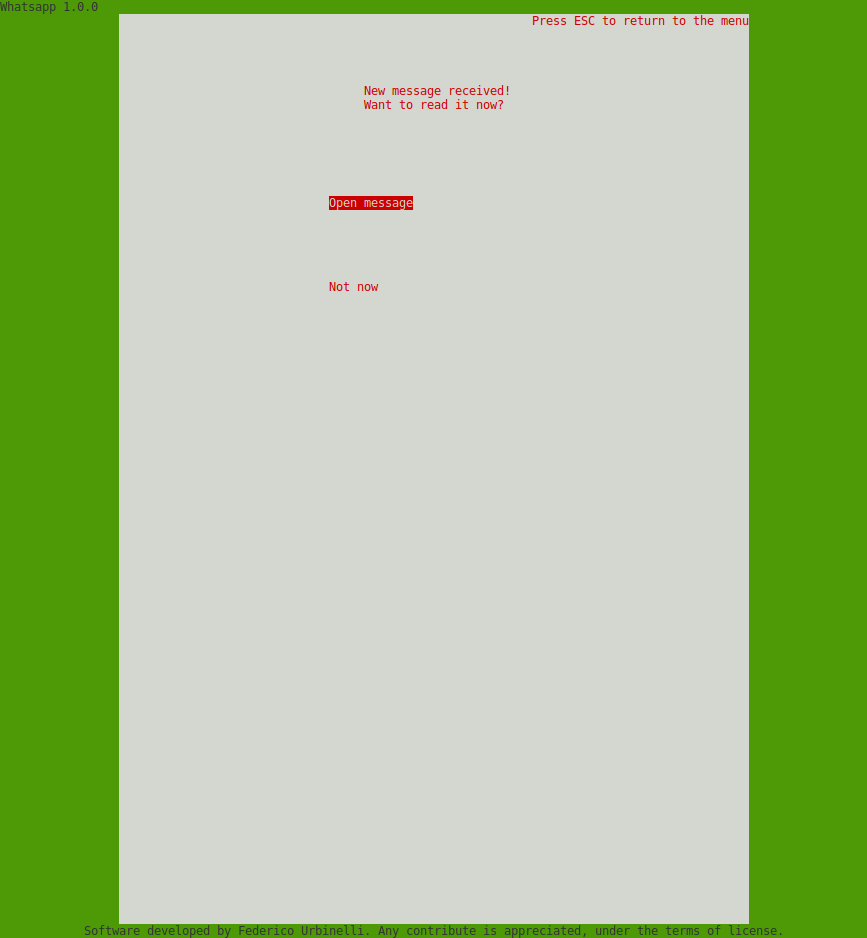 Whatsapp 1.0.0
Press ESC to return to the menu
New message received!
Want to read it now?
Open message
Not now
Software developed by Federico Urbinelli. Any contribute is appreciated, under the terms of license.